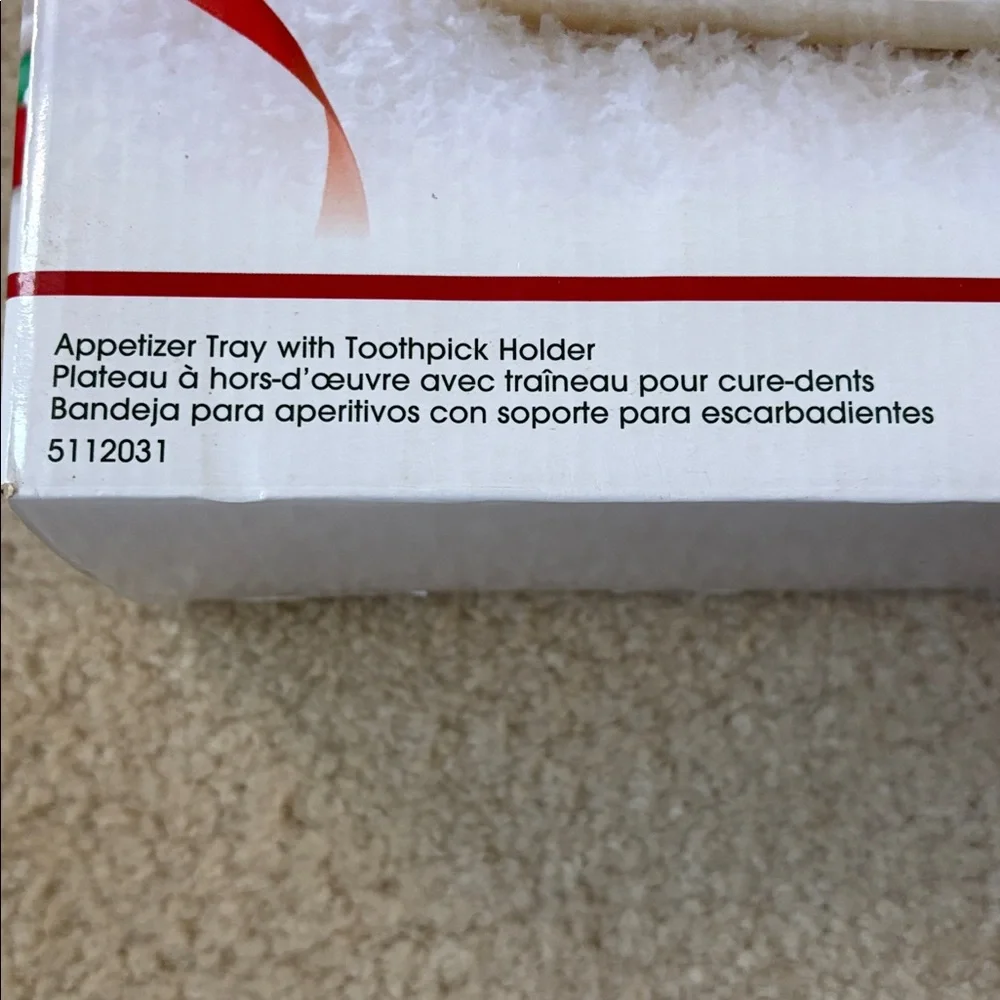 Appetizer Tray with Toothpick Holder
Plateau à hors-d'œuvre avec traîneau pour cure-dents
Bandeja para aperitivos con soporte para escarbadientes
5112031